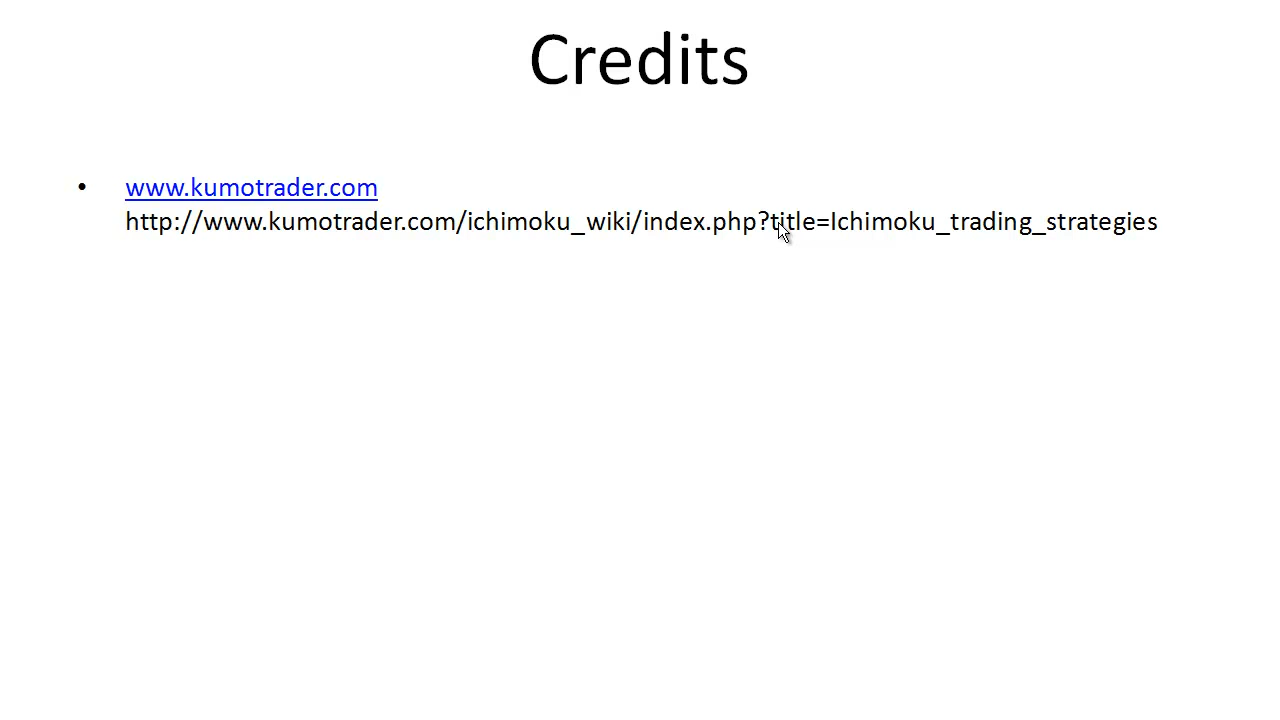 Credits
• www.kumotrader.com
http://www.kumotrader.com/ichimoku_wiki/index.php?title=Ichimoku_trading_strategies